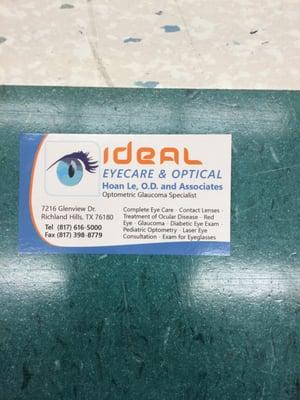 ideal
EYECARE & OPTICAL
Hoan Le, O.D. and Associates
Optometric Glaucoma Specialist
7216 Glenview Dr.
Richland Hills, TX 76180
Tel (817) 616-5000
Fax (817) 398-8779
Complete Eye Care · Contact Lenses ·
Treatment of Ocular Disease · Red
Eye · Glaucoma · Diabetic Eye Exam ·
Pediatric Optometry · Laser Eye
Consultation · Exam for Eyeglasses